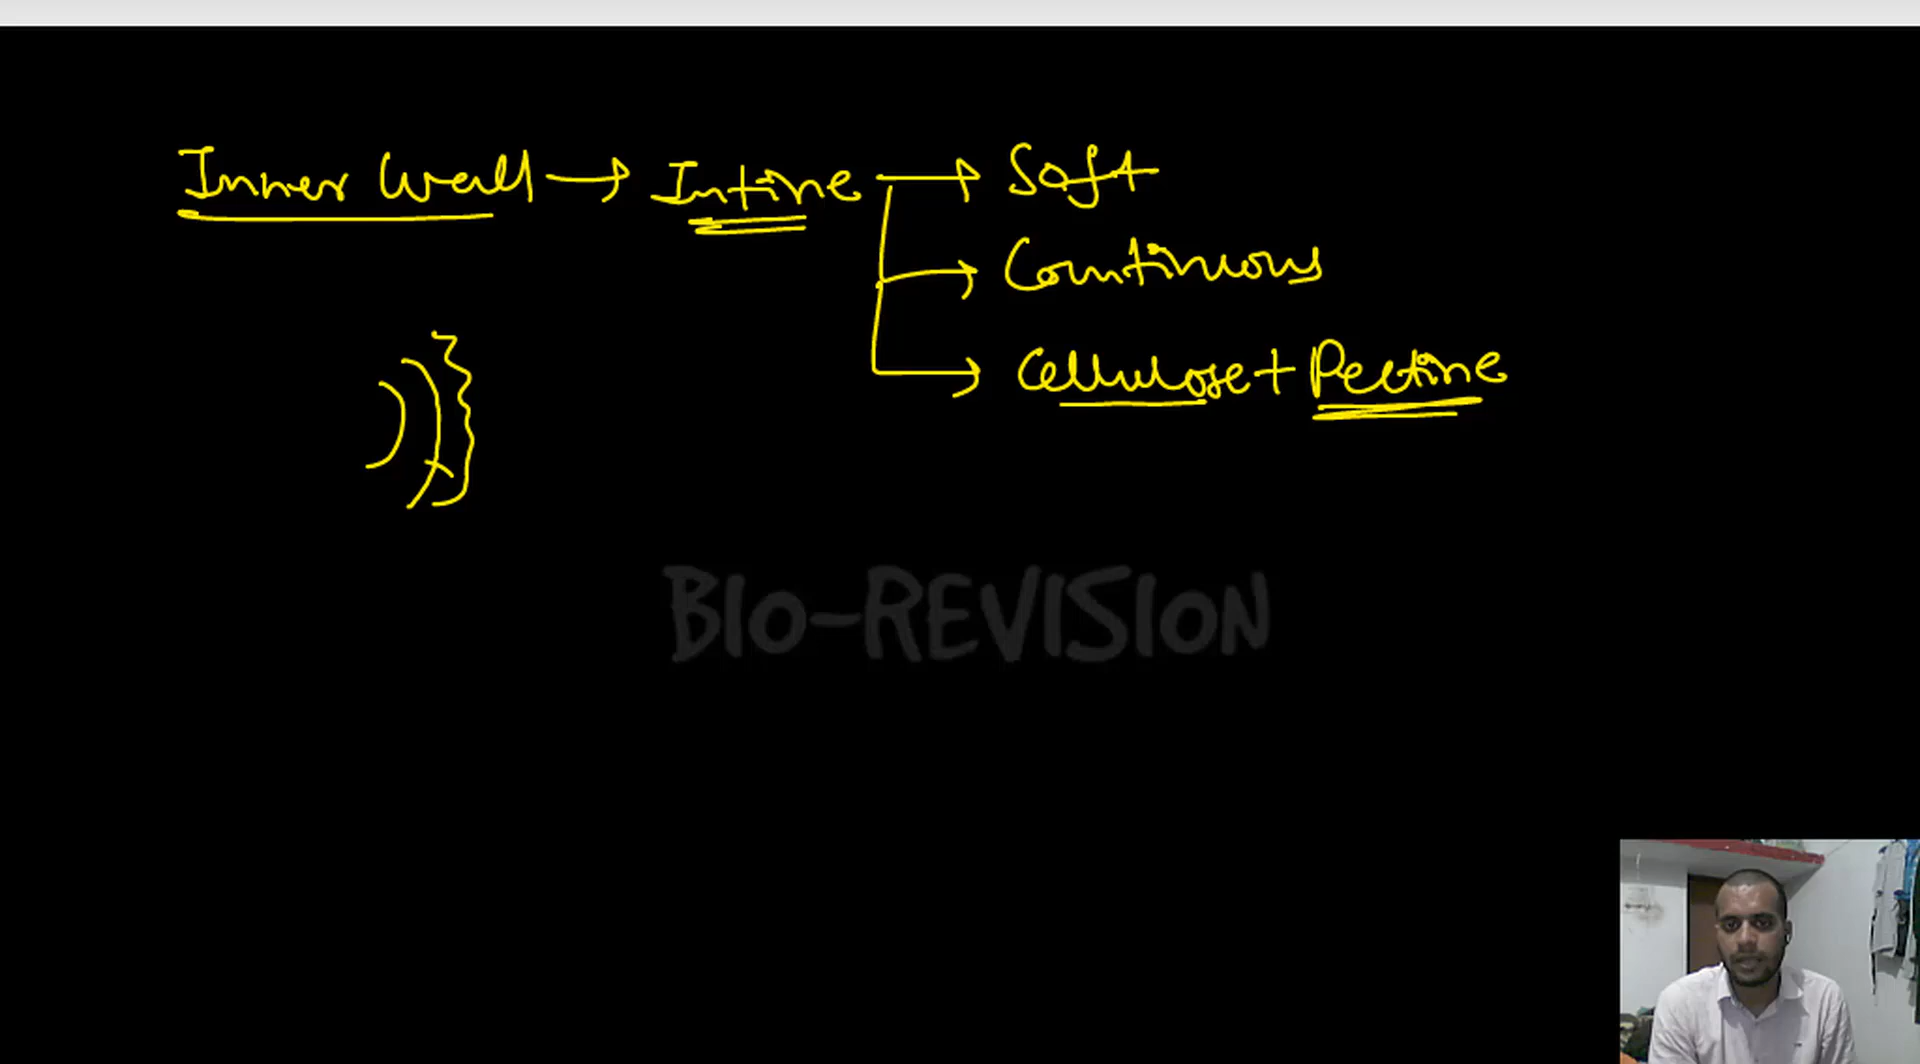 Inner Wall → Intine → Soft
→ Continuous
→ Cellulose + Pectine
BIO-REVISION